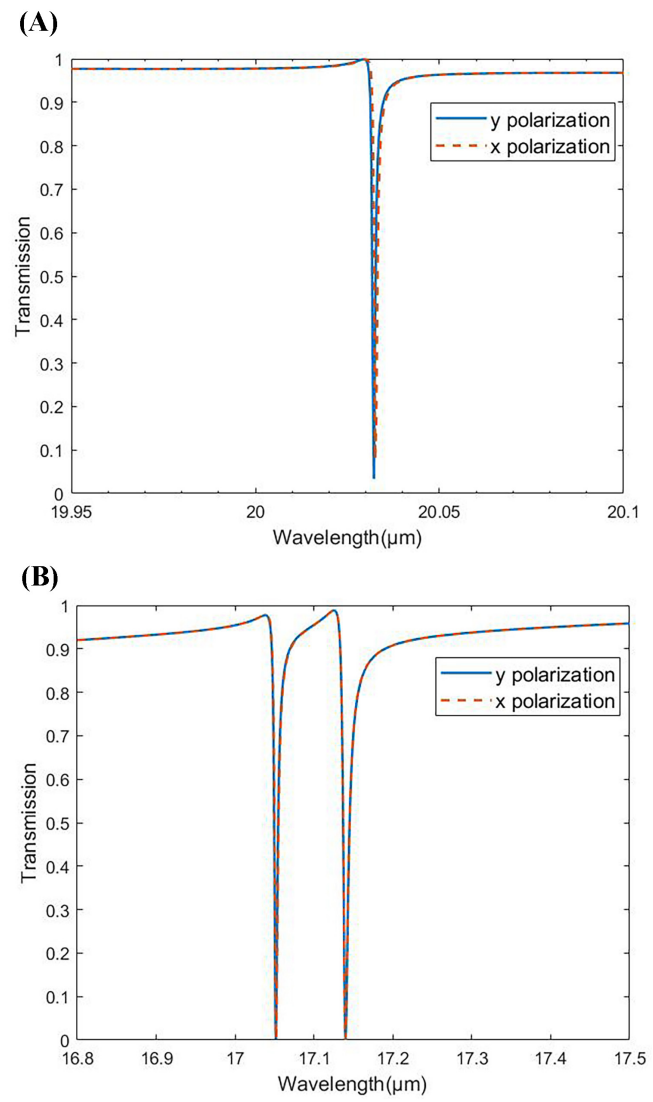 (A)
1
0.9
0.8
0.7
0.6
0.5
0.4
0.3
0.2
0.1
0
Transmission
y polarization
x polarization
19.95 20 20.05 20.1
Wavelength(μm)
(B)
1
0.9
0.8
0.7
0.6
0.5
0.4
0.3
0.2
0.1
0
Transmission
y polarization
x polarization
16.8 16.9 17 17.1 17.2 17.3 17.4 17.5
Wavelength(μm)